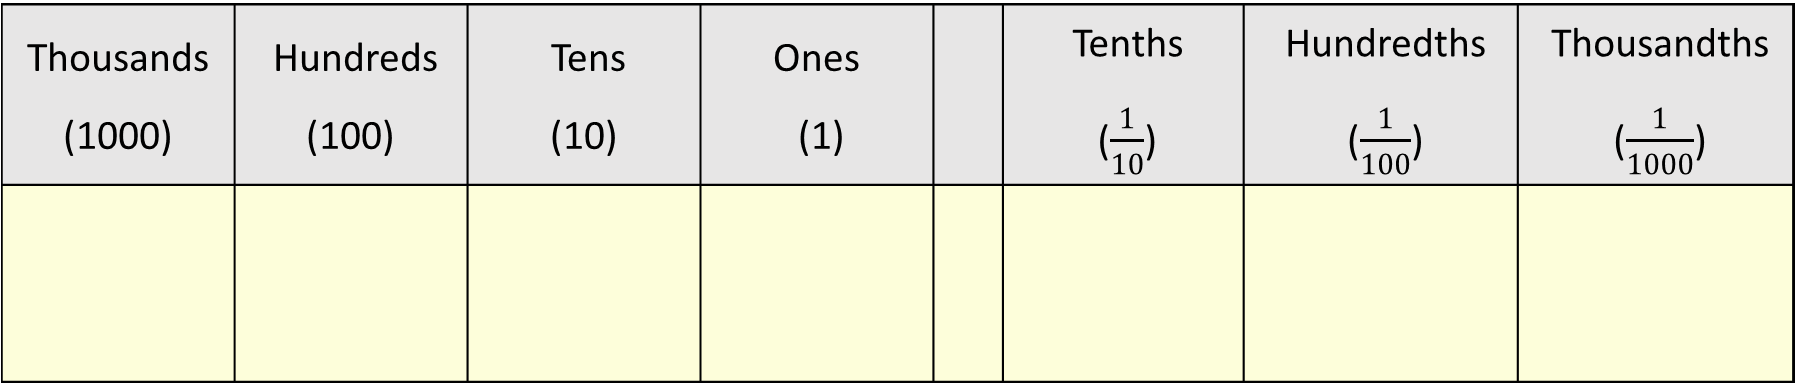 Thousands Hundreds Tens Ones Tenths Hundredths Thousandths
(1000) (100) (10) (1) (1/10) (1/100) (1/1000)